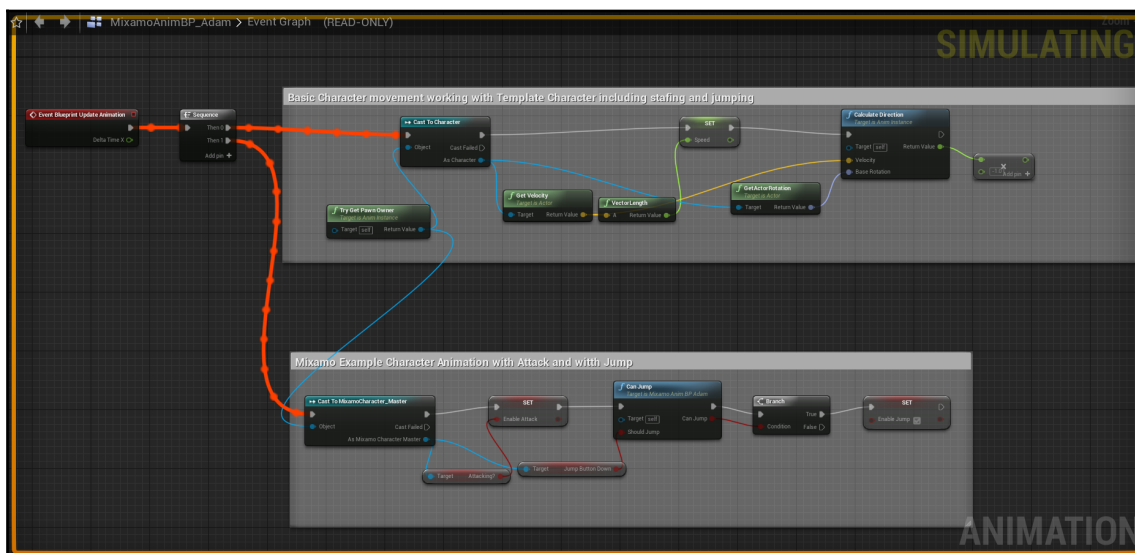 MixamoAnimBP_Adam > Event Graph (READ-ONLY)
Zoom
SIMULATING
Basic Character movement working with Template Character including stafing and jumping
Event Blueprint Update Animation
Delta Time X
Sequence
Then 0
Then 1
Add pin +
Cast To Character
Object
Cast Failed
As Character
SET
Speed
Calculate Direction
Target is Anim Instance
Target self
Return Value
Velocity
Base Rotation
Add pin +
Get Velocity
Target is Actor
Target
Return Value
VectorLength
A
Return Value
GetActorRotation
Target is Actor
Target
Return Value
Try Get Pawn Owner
Target is Anim Instance
Target self
Return Value
Mixamo Example Character Animation with Attack and witth Jump
Cast To MixamoCharacter_Master
Object
Cast Failed
As Mixamo Character Master
SET
Enable Attack
Can Jump
Target is Mixamo Anim BP Adam
Target self
Can Jump
Should Jump
Branch
True
Condition
False
SET
Enable Jump
Target
Attacking?
Target
Jump Button Down
ANIMATION